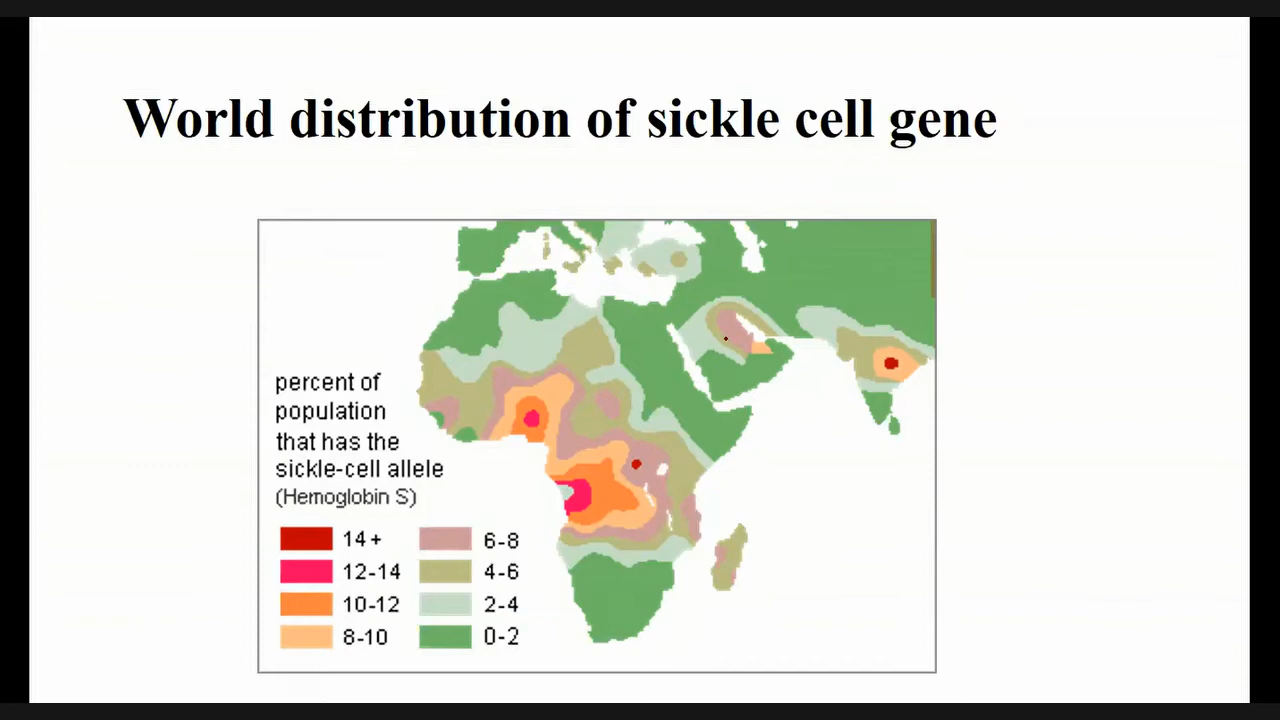 World distribution of sickle cell gene
percent of
population
that has the
sickle-cell allele
(Hemoglobin S)
14+
12-14
10-12
8-10
6-8
4-6
2-4
0-2